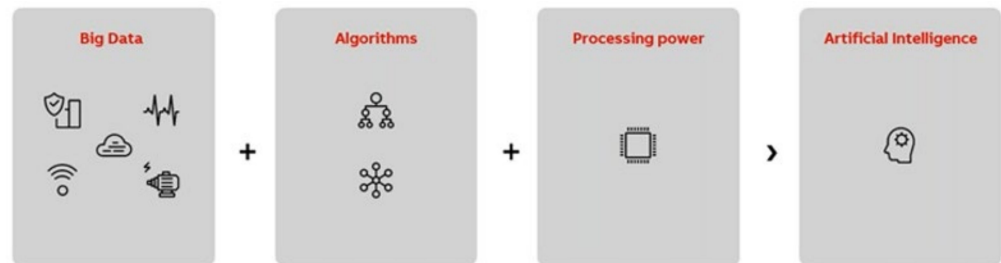 Big Data
Algorithms
Processing power
Artificial Intelligence
+
+
›